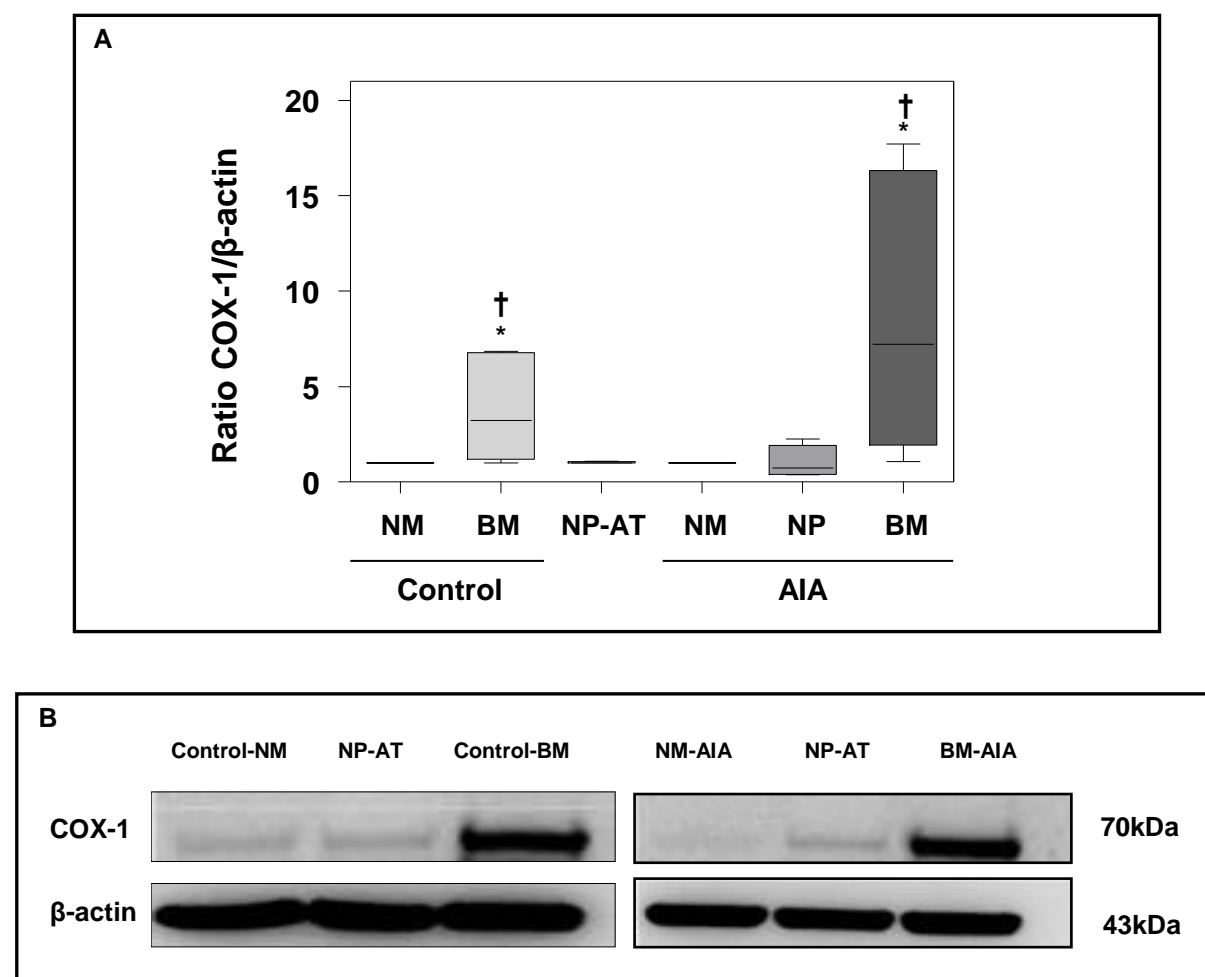 A
Ratio COX-1/β-actin
20
15
10
5
0
†
*
†
*
NM BM NP-AT NM NP BM
Control AIA
B
Control-NM NP-AT Control-BM NM-AIA NP-AT BM-AIA
COX-1 70kDa
β-actin 43kDa